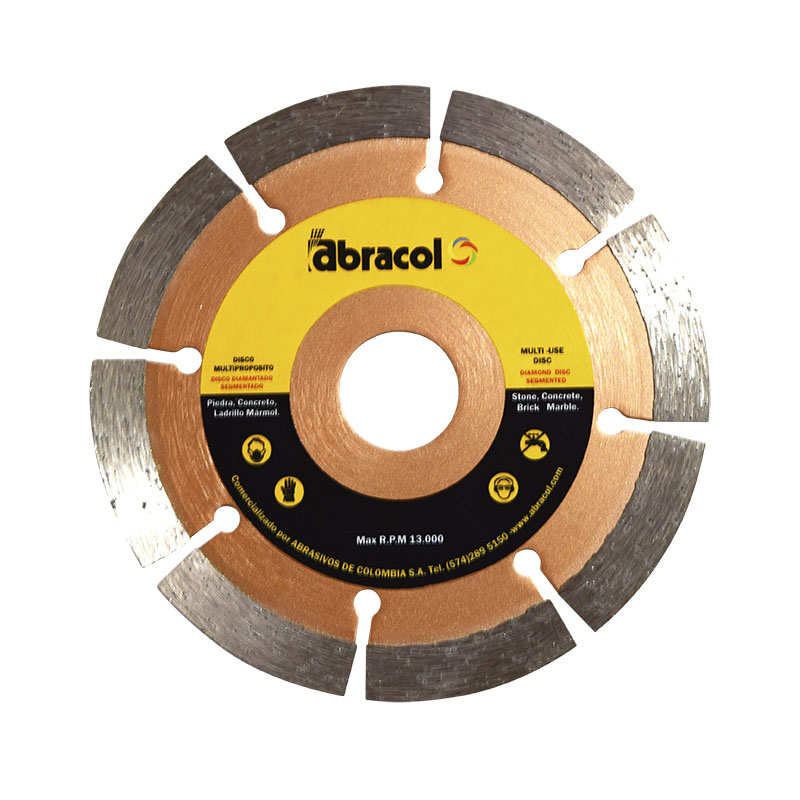 abracol
DISCO
MULTIPROPOSITO
DISCO DIAMANTADO
SEGMENTADO
Piedra, Concreto,
Ladrillo Mármol.
MULTI -USE
DISC
DIAMOND DISC
SEGMENTED
Stone, Concrete,
Brick Marble.
Max R.P.M 13.000
Comercializado por ABRASIVOS DE COLOMBIA S.A. Tel. (574)289 5150 -www.abracol.com